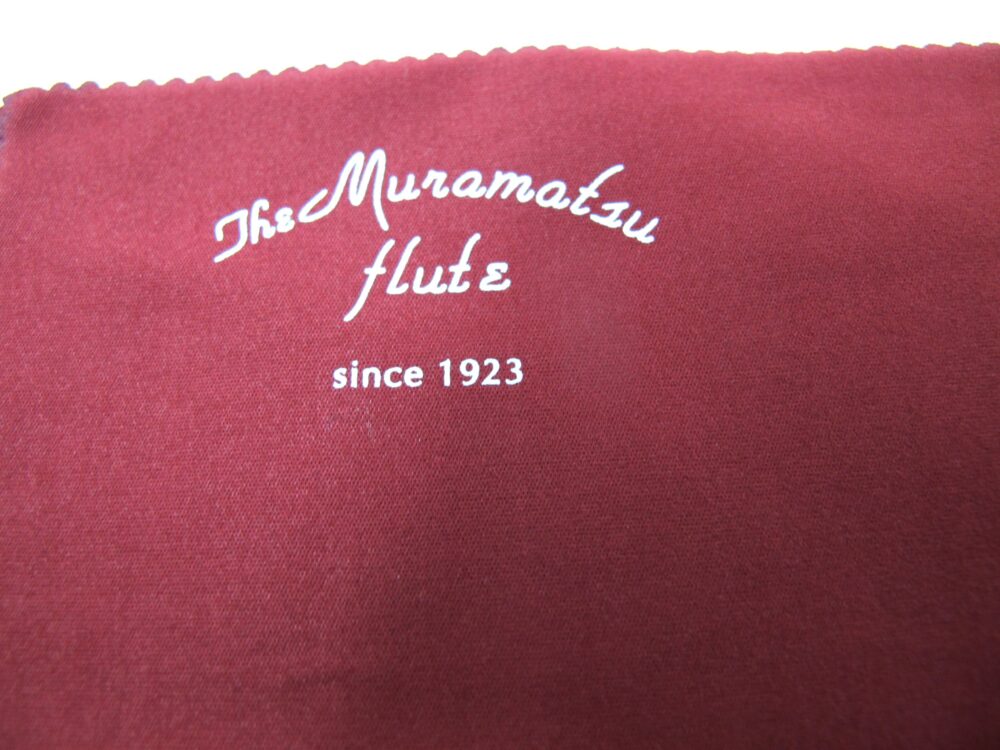 The Muramatsu
flute
since 1923